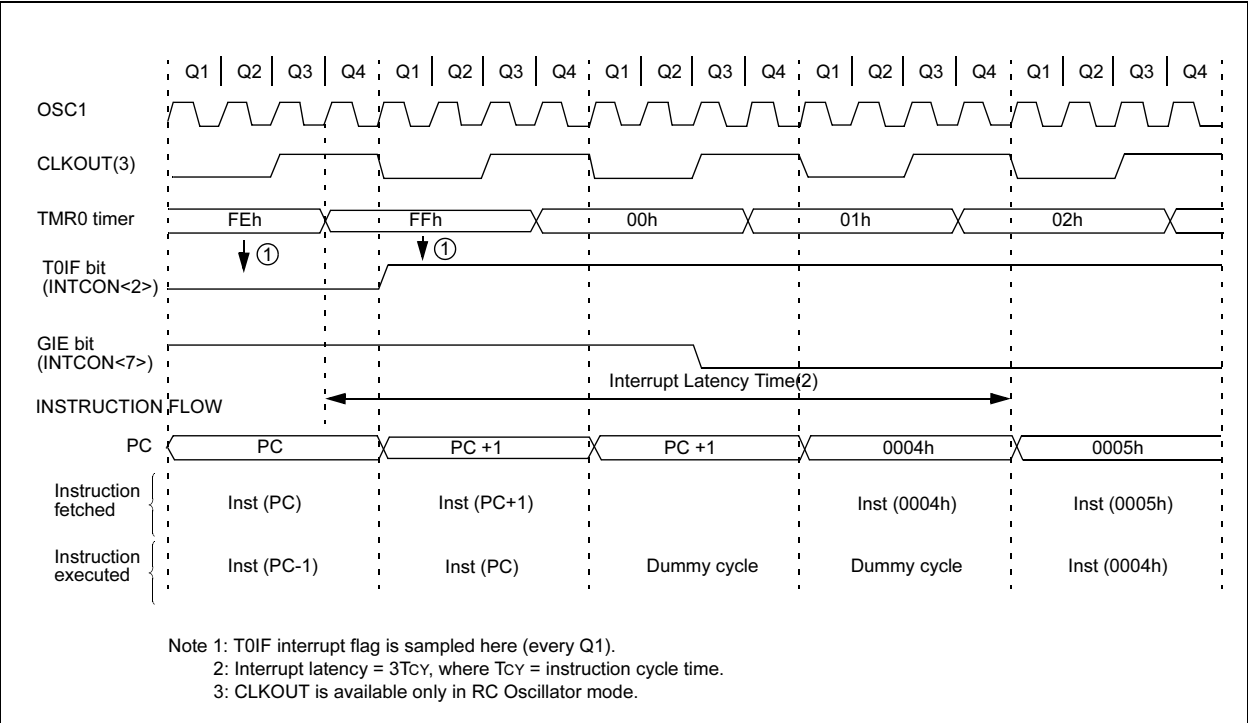 Q1 Q2 Q3 Q4 Q1 Q2 Q3 Q4 Q1 Q2 Q3 Q4 Q1 Q2 Q3 Q4 Q1 Q2 Q3 Q4
OSC1
CLKOUT(3)
TMR0 timer FEh FFh 00h 01h 02h
1 1
T0IF bit
(INTCON<2>)
GIE bit
(INTCON<7>)
Interrupt Latency Time(2)
INSTRUCTION FLOW
PC PC PC +1 PC +1 0004h 0005h
Instruction
fetched
Inst (PC) Inst (PC+1) Inst (0004h) Inst (0005h)
Instruction
executed
Inst (PC-1) Inst (PC) Dummy cycle Dummy cycle Inst (0004h)
Note 1: T0IF interrupt flag is sampled here (every Q1).
2: Interrupt latency = 3TCY, where TCY = instruction cycle time.
3: CLKOUT is available only in RC Oscillator mode.